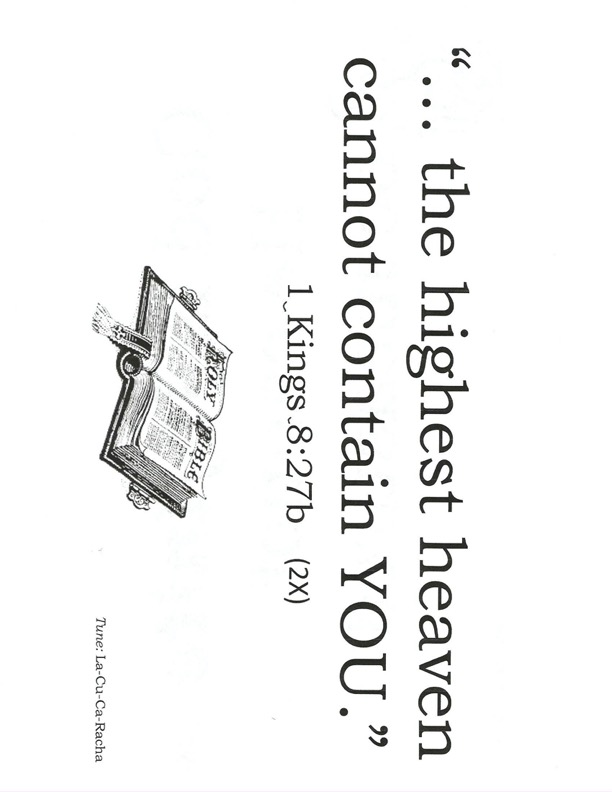 “... the highest heaven
cannot contain YOU.”
1 Kings 8:27b (2X)
HOLY BIBLE
Tune: La-Cu-Ca-Racha